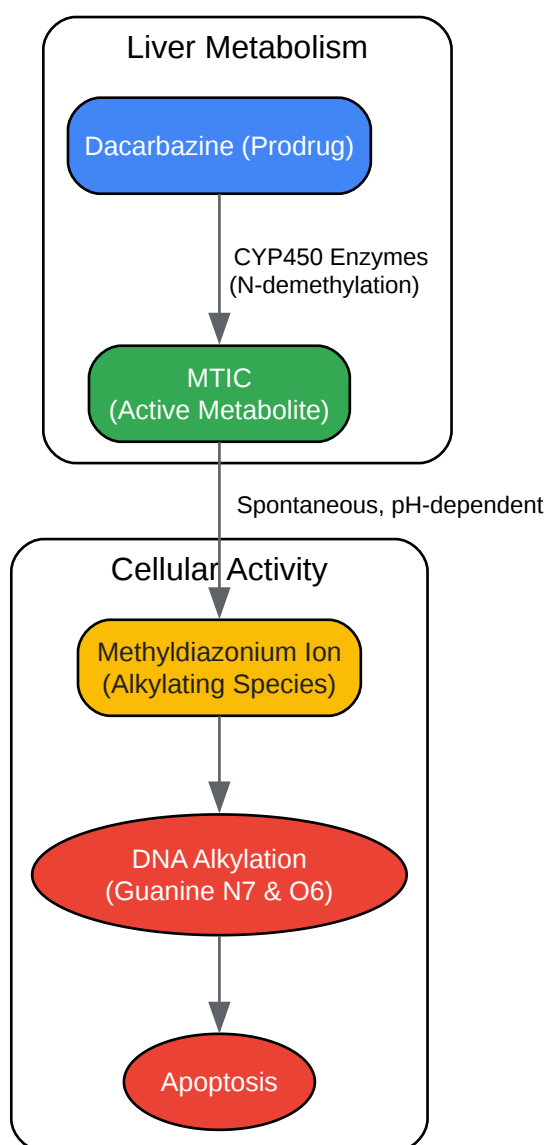 Liver Metabolism
Dacarbazine (Prodrug)
CYP450 Enzymes
(N-demethylation)
MTIC
(Active Metabolite)
Spontaneous, pH-dependent
Cellular Activity
Methyldiazonium Ion
(Alkylating Species)
DNA Alkylation
(Guanine N7 & O6)
Apoptosis